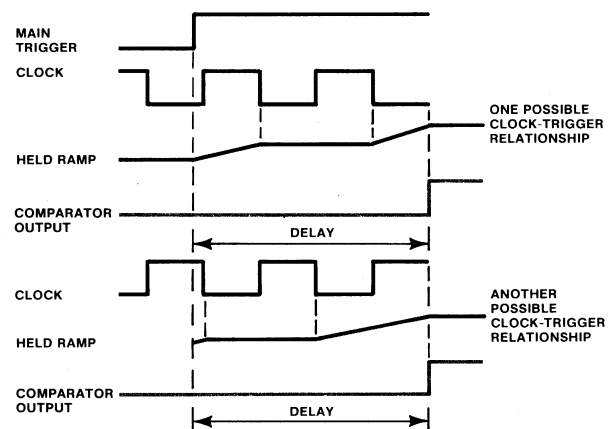 MAIN
TRIGGER
CLOCK
ONE POSSIBLE
CLOCK-TRIGGER
RELATIONSHIP
HELD RAMP
COMPARATOR
OUTPUT
DELAY
CLOCK
ANOTHER
POSSIBLE
CLOCK-TRIGGER
RELATIONSHIP
HELD RAMP
COMPARATOR
OUTPUT
DELAY